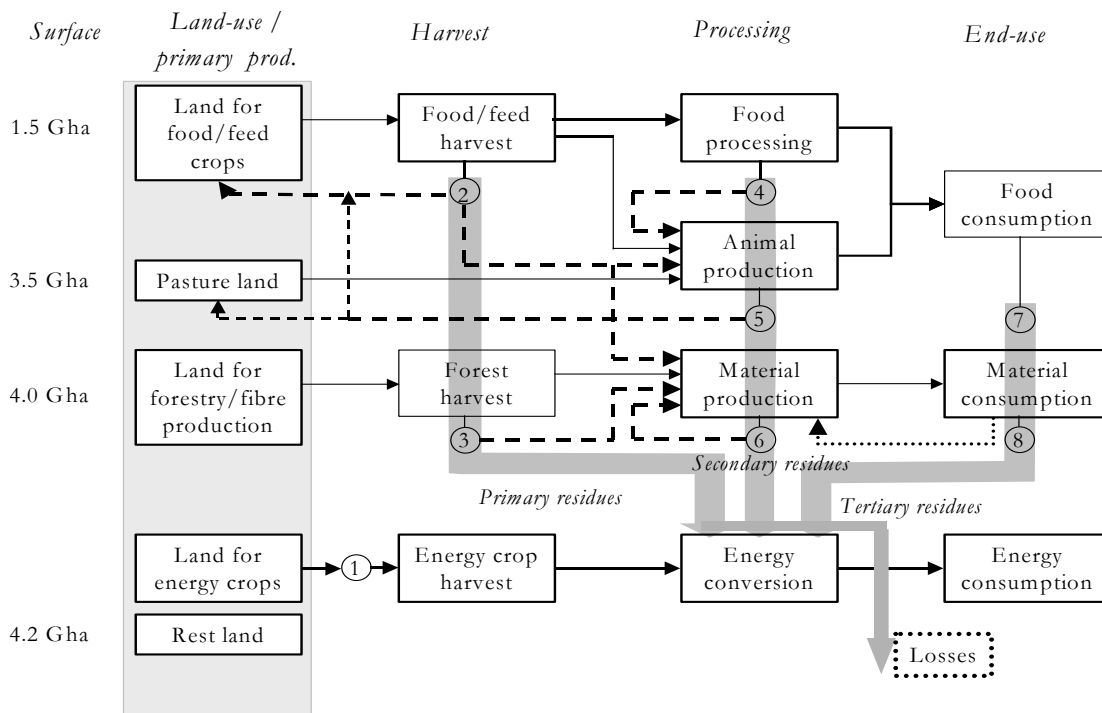 Surface
Land-use /
primary prod.
Harvest
Processing
End-use
1.5 Gha
Land for
food/feed
crops
Food/feed
harvest
Food
processing
2
4
Food
consumption
Animal
production
3.5 Gha
Pasture land
5
7
4.0 Gha
Land for
forestry/fibre
production
Forest
harvest
Material
production
Material
consumption
3
6
8
Secondary residues
Primary residues
Tertiary residues
Land for
energy crops
1
Energy crop
harvest
Energy
conversion
Energy
consumption
4.2 Gha
Rest land
Losses